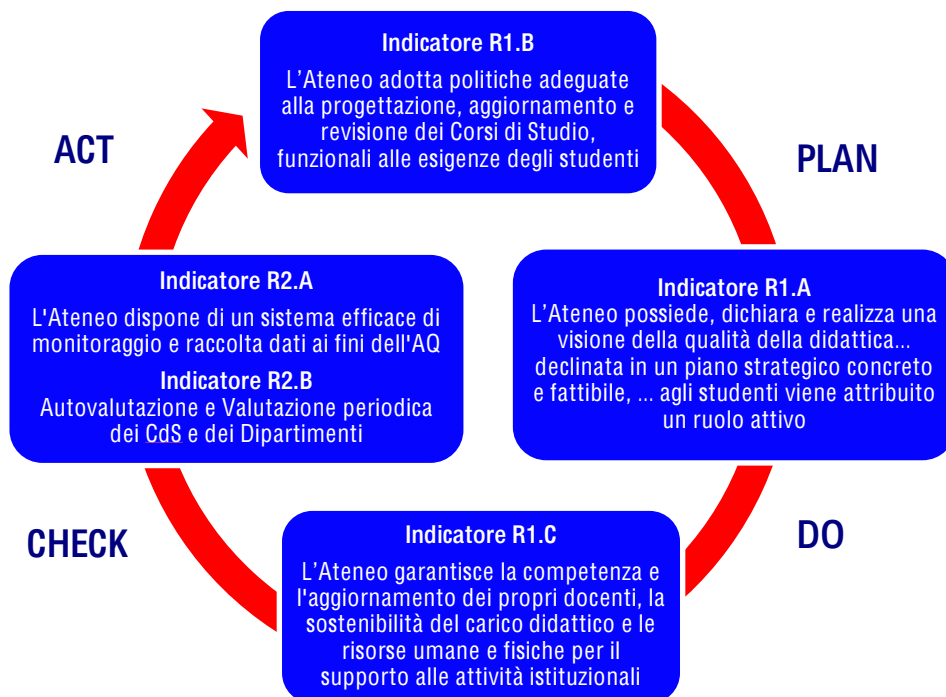 Indicatore R1.B
L’Ateneo adotta politiche adeguate
alla progettazione, aggiornamento e
revisione dei Corsi di Studio,
funzionali alle esigenze degli studenti
ACT
PLAN
Indicatore R2.A
L'Ateneo dispone di un sistema efficace di
monitoraggio e raccolta dati ai fini dell'AQ
Indicatore R2.B
Autovalutazione e Valutazione periodica
dei CdS e dei Dipartimenti
Indicatore R1.A
L’Ateneo possiede, dichiara e realizza una
visione della qualità della didattica...
declinata in un piano strategico concreto
e fattibile, ... agli studenti viene attribuito
un ruolo attivo
CHECK
DO
Indicatore R1.C
L’Ateneo garantisce la competenza e
l'aggiornamento dei propri docenti, la
sostenibilità del carico didattico e le
risorse umane e fisiche per il
supporto alle attività istituzionali